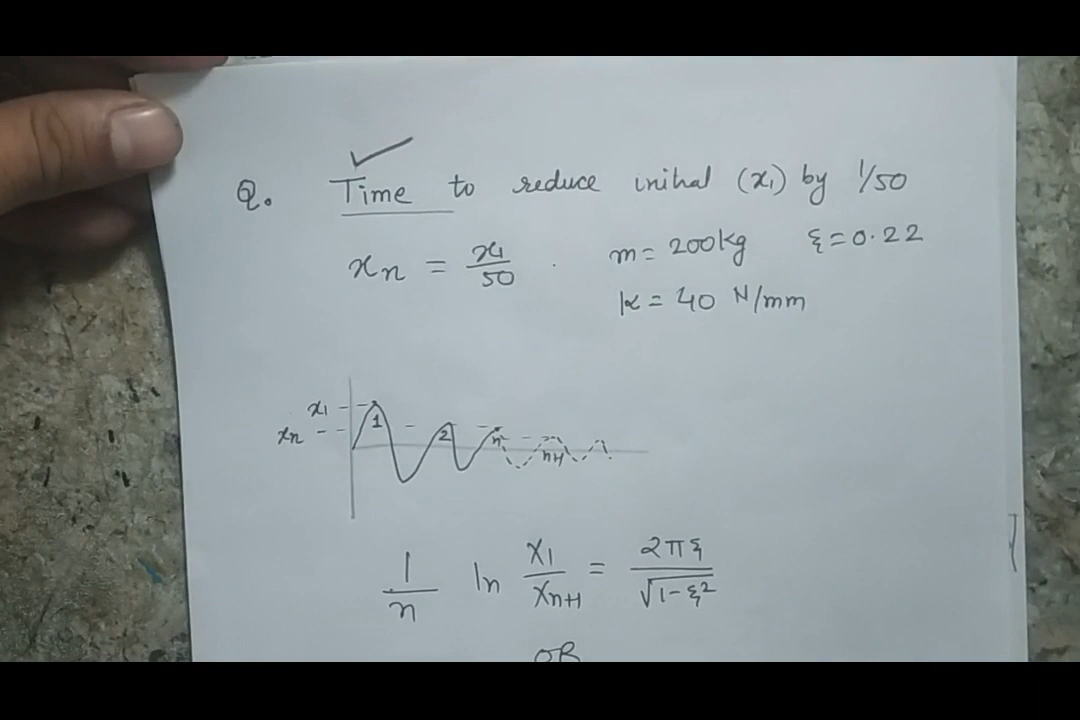 Q. Time to reduce initial (x₁) by 1/50
xn = x₁/50 m = 200kg ξ = 0.22
k = 40 N/mm
x₁
xn
1 2 n n+1
1/n ln X₁/Xn+1 = 2πξ/√1-ξ²
OR